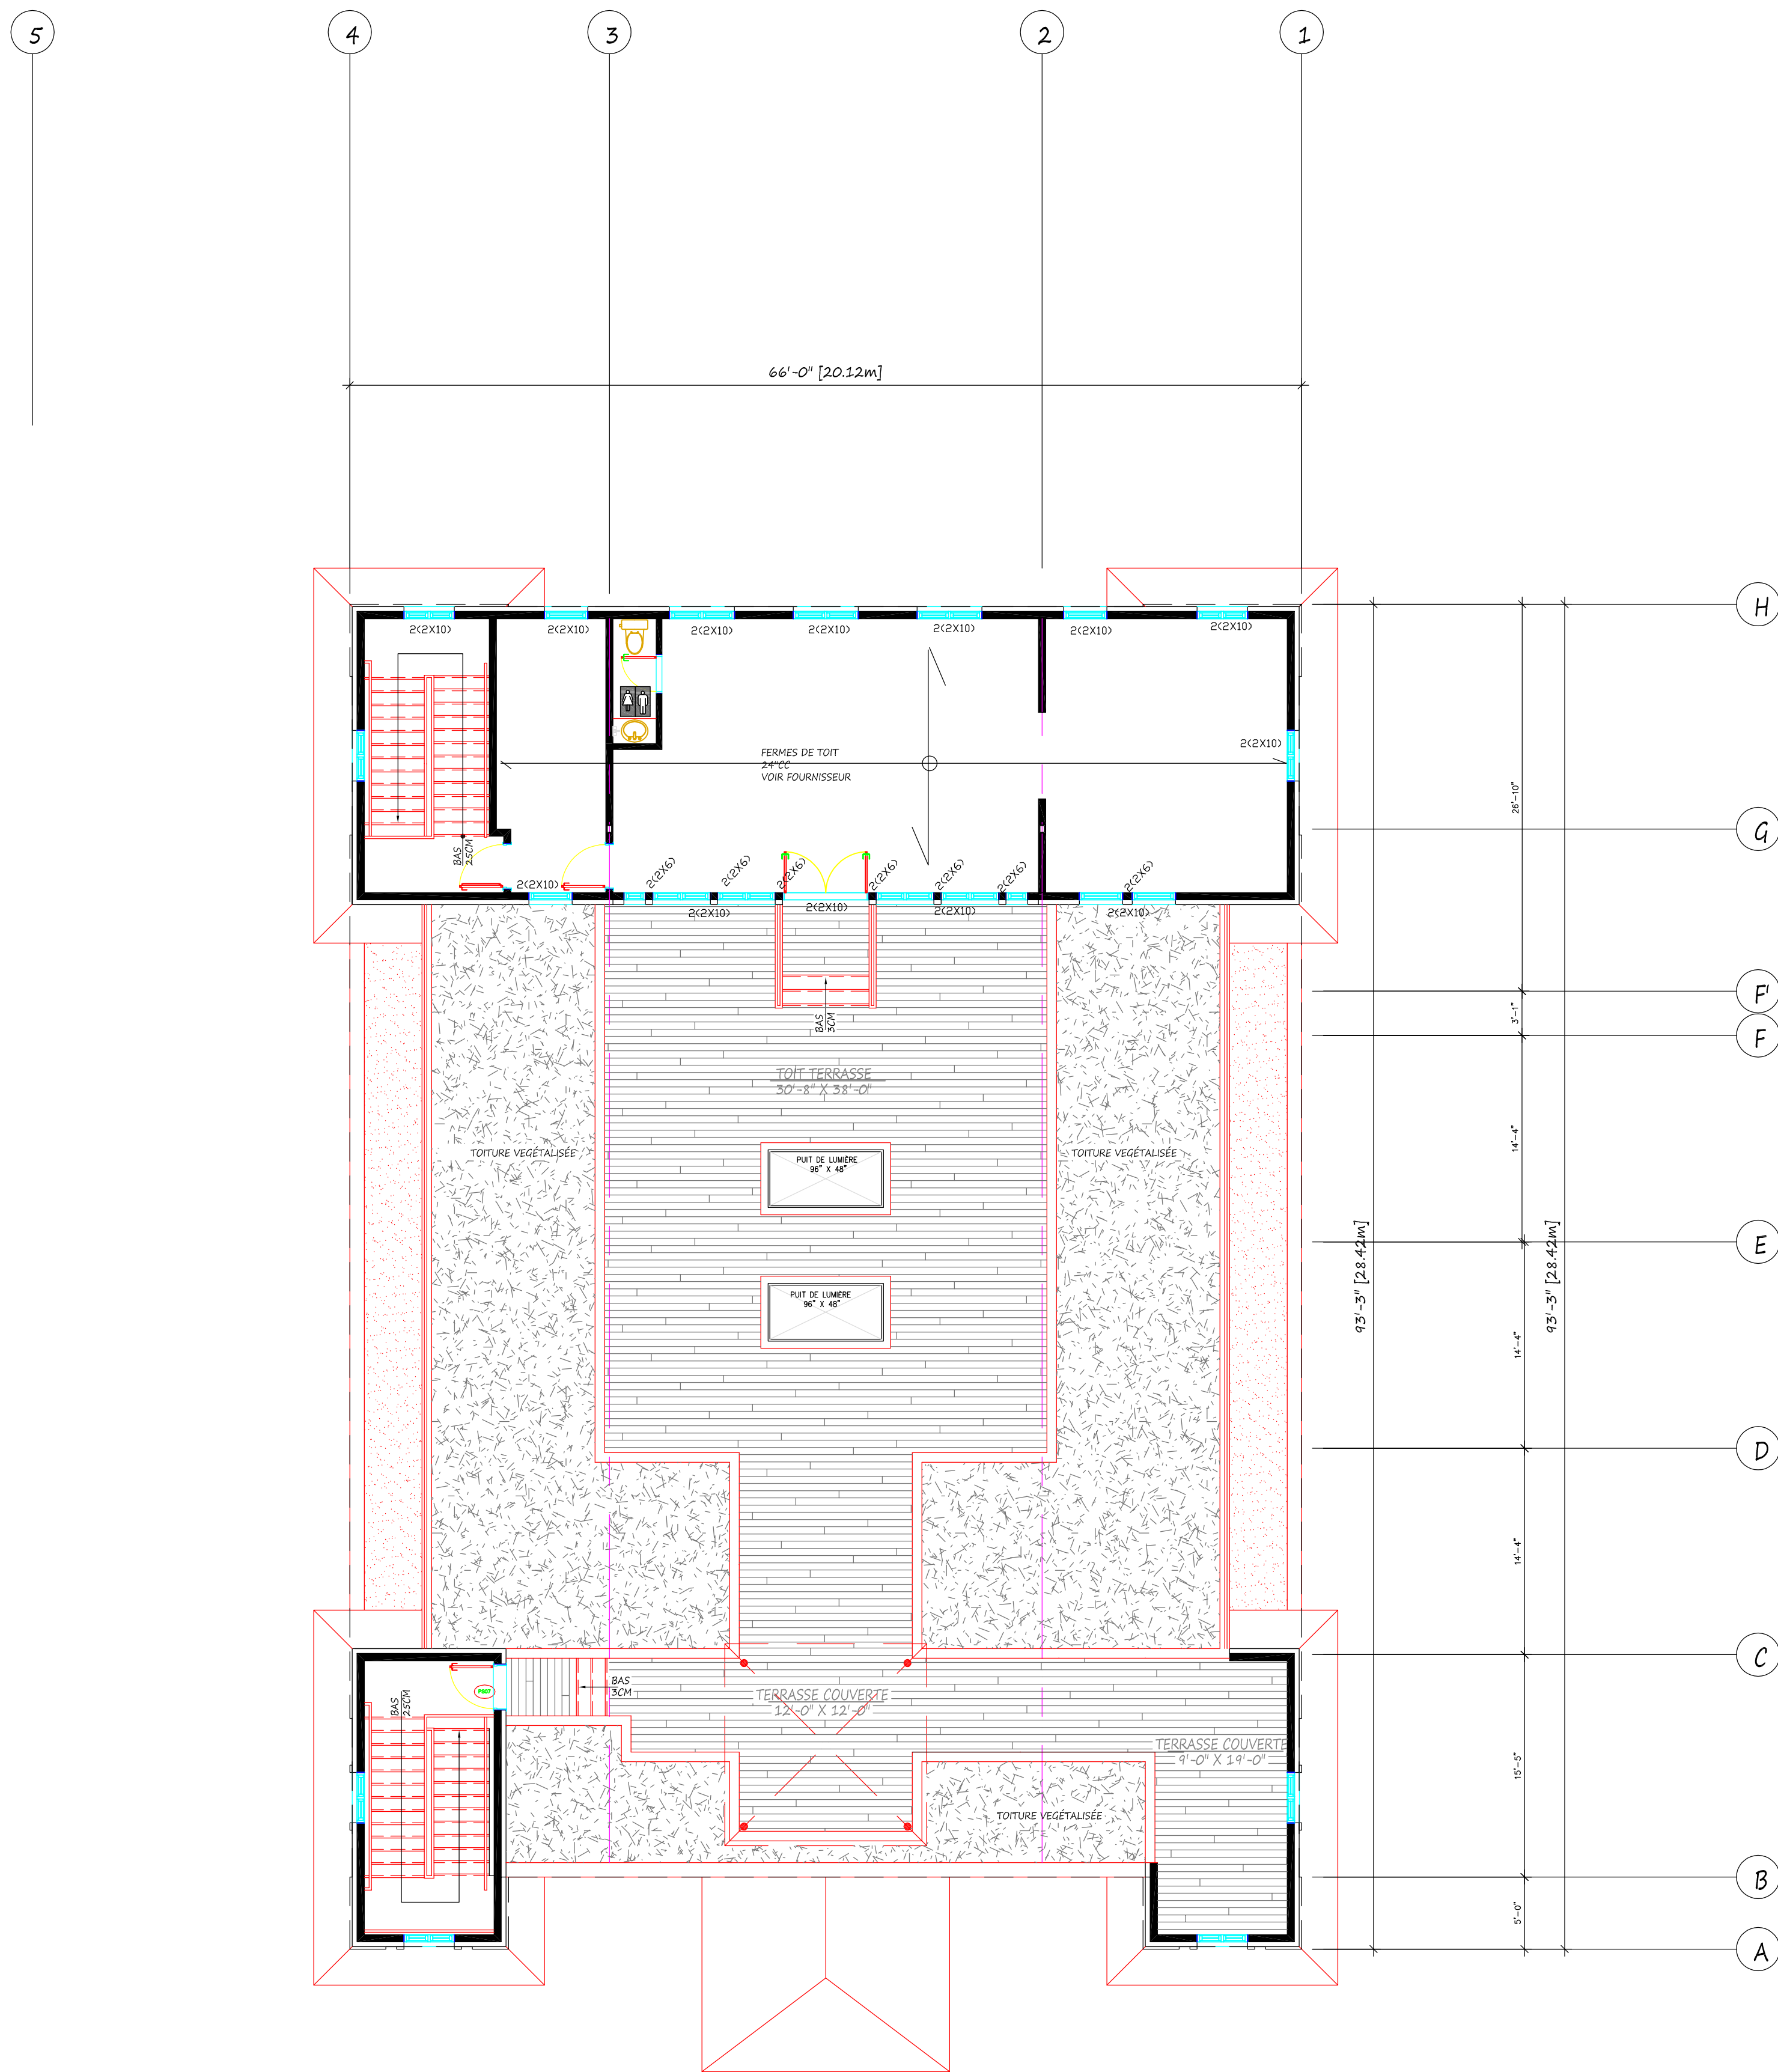 5 4 3 2 1
66'-0" [20.12m]
H
2(2X10) 2(2X10) 2(2X10) 2(2X10) 2(2X10) 2(2X10) 2(2X10)
2(2X10)
FERMES DE TOIT
24"CC
VOIR FOURNISSEUR
26'-10"
G
BAS
25CM
2(2X10)
2(2X6) 2(2X6) 2(2X6) 2(2X6) 2(2X6) 2(2X6) 2(2X6)
2(2X10) 2(2X10) 2(2X10) 2(2X10)
F'
3'-1"
BAS
3CM
F
TOIT TERRASSE
30'-8" X 38'-0"
14'-4"
TOITURE VEGÉTALISÉE
TOITURE VEGÉTALISÉE
PUIT DE LUMIÈRE
96" X 48"
E
93'-3" [28.42m]
93'-3" [28.42m]
PUIT DE LUMIÈRE
96" X 48"
14'-4"
D
14'-4"
C
P307
BAS
3CM
BAS
25CM
TERRASSE COUVERTE
12'-0" X 12'-0"
TERRASSE COUVERTE
9'-0" X 19'-0"
15'-5"
TOITURE VEGÉTALISÉE
B
5'-0"
A